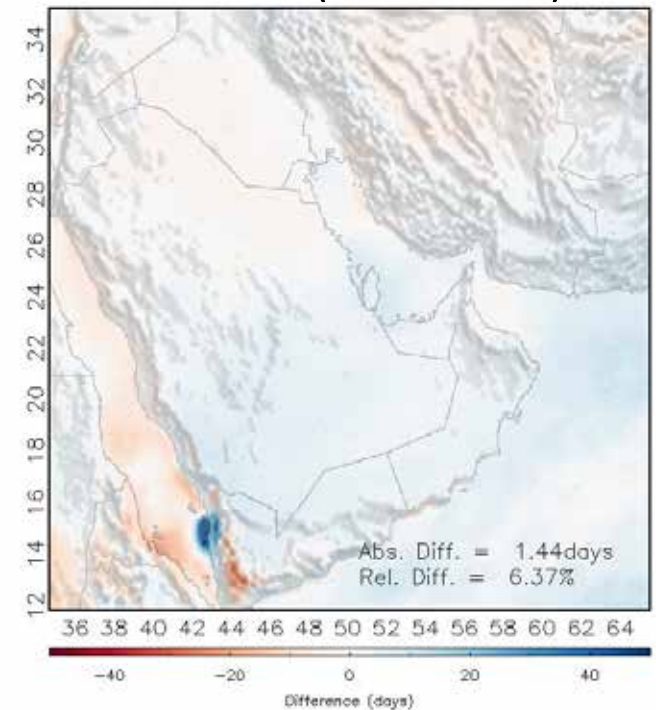 34
32
30
28
26
24
22
20
18
16
14
12
Abs. Diff. = 1.44days
Rel. Diff. = 6.37%
36 38 40 42 44 46 48 50 52 54 56 58 60 62 64
−40 −20 0 20 40
Difference (days)